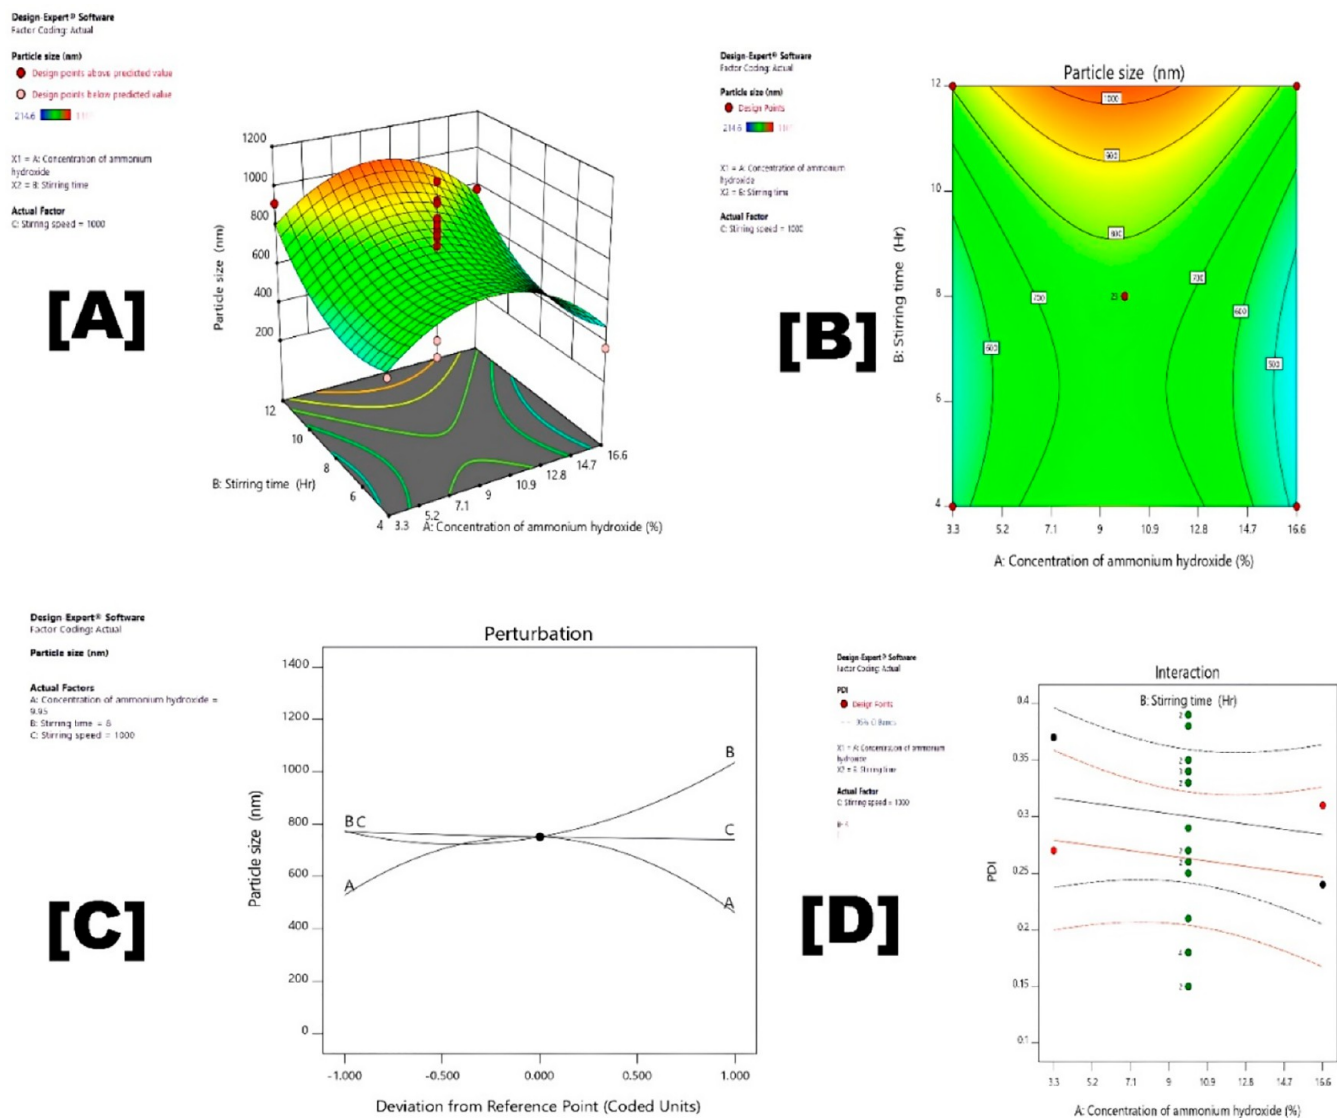 Design-Expert® Software
Factor Coding: Actual
Particle size (nm)
Design points above predicted value
Design points below predicted value
214.6
X1 = A: Concentration of ammonium
hydroxide
X2 = B: Stirring time
Actual Factor
C: Stirring speed = 1000
[A]
Particle size (nm)
1200
1000
800
600
400
200
12
10
8
6
4
B: Stirring time (Hr)
3.3
5.2
7.1
9
10.9
12.8
14.7
16.6
A: Concentration of ammonium hydroxide (%)
Design-Expert® Software
Factor Coding: Actual
Particle size (nm)
Design Points
214.6
X1 = A: Concentration of ammonium
hydroxide
X2 = B: Stirring time
Actual Factor
C: Stirring speed = 1000
[B]
Particle size (nm)
B: Stirring time (Hr)
12
10
8
6
4
1000
700
700
600
3.3 5.2 7.1 9 10.9 12.8 14.7 16.6
A: Concentration of ammonium hydroxide (%)
Design-Expert® Software
Factor Coding: Actual
Particle size (nm)
Actual Factors
A: Concentration of ammonium hydroxide =
9.95
B: Stirring time = 8
C: Stirring speed = 1000
[C]
Perturbation
Particle size (nm)
1400
1200
1000
800
600
400
200
0
B C
A
B
C
A
-1.000 -0.500 0.000 0.500 1.000
Deviation from Reference Point (Coded Units)
Design-Expert® Software
Factor Coding: Actual
PDI
Design Points
95% CI Bands
X1 = A: Concentration of ammonium
hydroxide
X2 = B: Stirring time
Actual Factor
C: Stirring speed = 1000
[D]
Interaction
B: Stirring time (Hr)
PDI
0.4
0.35
0.3
0.25
0.2
0.15
0.1
3.3 5.2 7.1 9 10.9 12.8 14.7 16.6
A: Concentration of ammonium hydroxide (%)